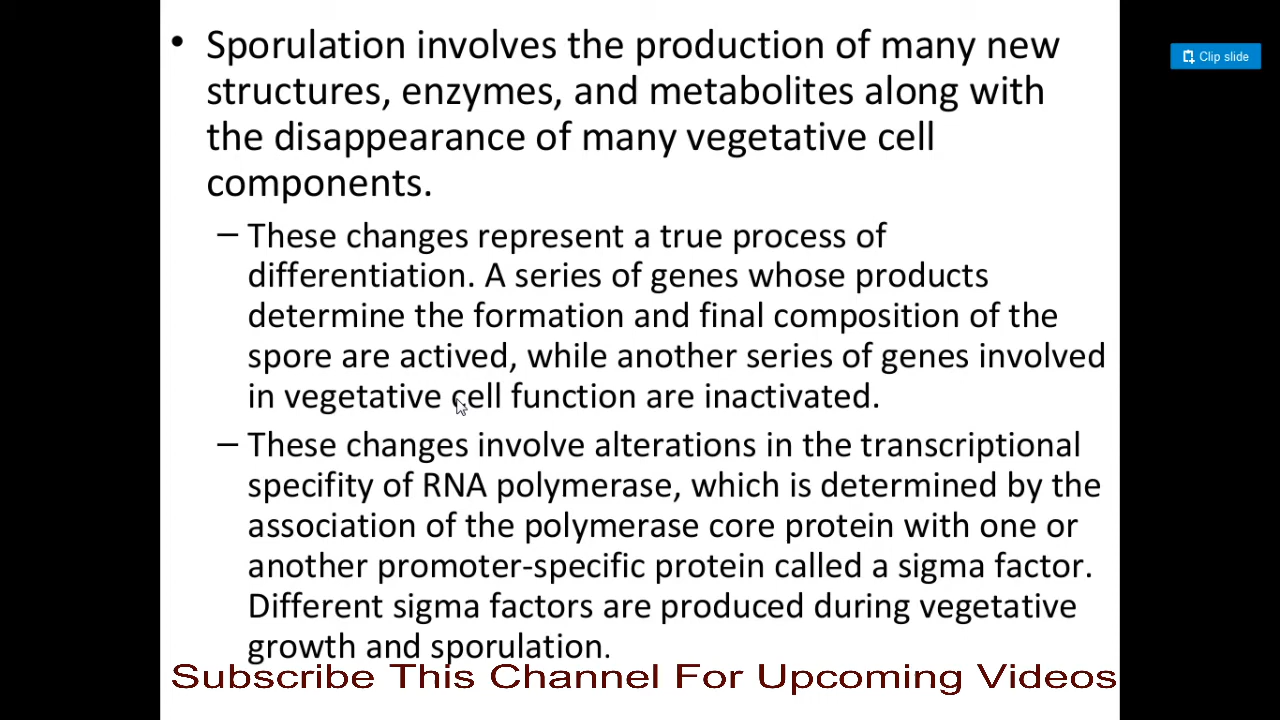 • Sporulation involves the production of many new
structures, enzymes, and metabolites along with
the disappearance of many vegetative cell
components.
– These changes represent a true process of
differentiation. A series of genes whose products
determine the formation and final composition of the
spore are actived, while another series of genes involved
in vegetative cell function are inactivated.
– These changes involve alterations in the transcriptional
specifity of RNA polymerase, which is determined by the
association of the polymerase core protein with one or
another promoter-specific protein called a sigma factor.
Different sigma factors are produced during vegetative
growth and sporulation.
Subscribe This Channel For Upcoming Videos
Clip slide